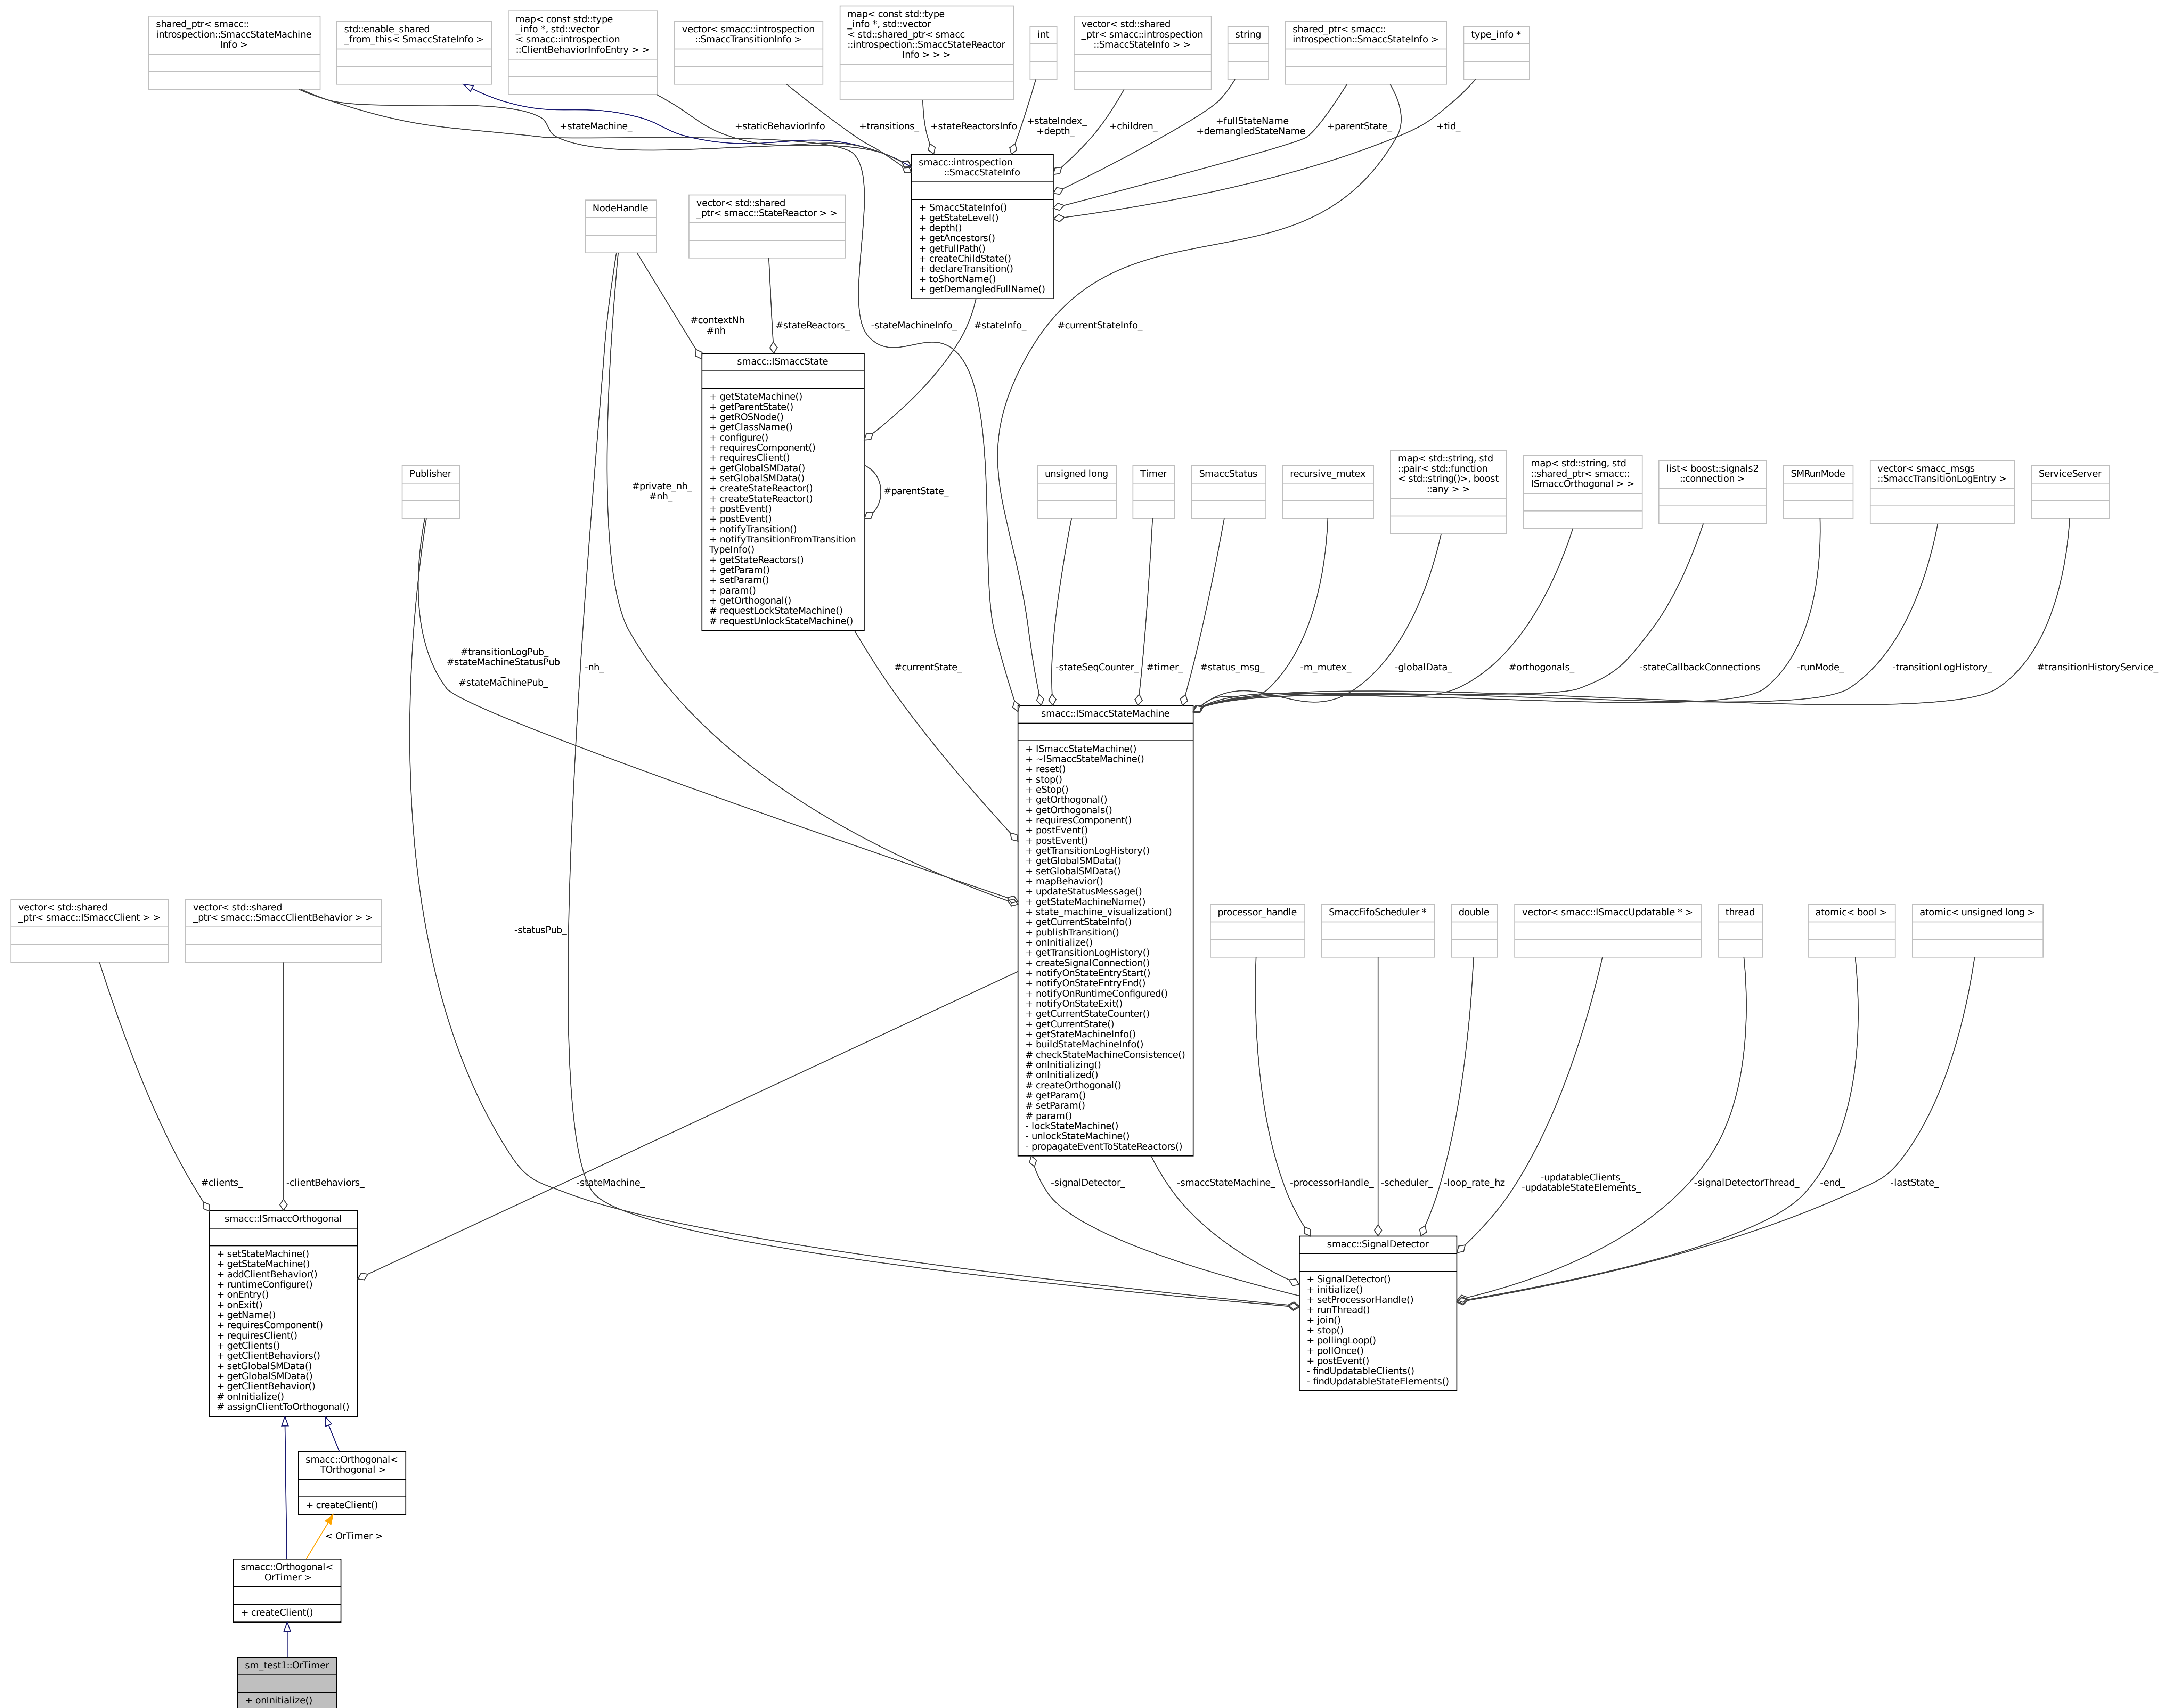 shared_ptr< smacc::
introspection::SmaccStateMachine
Info >
std::enable_shared
_from_this< SmaccStateInfo >
map< const std::type
_info *, std::vector
< smacc::introspection
::ClientBehaviorInfoEntry > >
vector< smacc::introspection
::SmaccTransitionInfo >
map< const std::type
_info *, std::vector
< std::shared_ptr< smacc
::introspection::SmaccStateReactor
Info > > >
int
vector< std::shared
_ptr< smacc::introspection
::SmaccStateInfo > >
string
shared_ptr< smacc::
introspection::SmaccStateInfo >
type_info *
+stateMachine_
+staticBehaviorInfo
+transitions_
+stateReactorsInfo
+stateIndex_
+depth_
+children_
+fullStateName
+demangledStateName
+parentState_
+tid_
smacc::introspection
::SmaccStateInfo
+ SmaccStateInfo()
+ getStateLevel()
+ depth()
+ getAncestors()
+ getFullPath()
+ createChildState()
+ declareTransition()
+ toShortName()
+ getDemangledFullName()
NodeHandle
vector< std::shared
_ptr< smacc::StateReactor > >
#contextNh
#nh
#stateReactors_
-stateMachineInfo_
#stateInfo_
#currentStateInfo_
smacc::ISmaccState
+ getStateMachine()
+ getParentState()
+ getROSNode()
+ getClassName()
+ configure()
+ requiresComponent()
+ requiresClient()
+ getGlobalSMData()
+ setGlobalSMData()
+ createStateReactor()
+ createStateReactor()
+ postEvent()
+ postEvent()
+ notifyTransition()
+ notifyTransitionFromTransition
TypeInfo()
+ getStateReactors()
+ getParam()
+ setParam()
+ param()
+ getOrthogonal()
# requestLockStateMachine()
# requestUnlockStateMachine()
#parentState_
#private_nh_
#nh_
Publisher
unsigned long
Timer
SmaccStatus
recursive_mutex
map< std::string, std
::pair< std::function
< std::string()>, boost
::any > >
map< std::string, std
::shared_ptr< smacc::
ISmaccOrthogonal > >
list< boost::signals2
::connection >
SMRunMode
vector< smacc_msgs
::SmaccTransitionLogEntry >
ServiceServer
#transitionLogPub_
#stateMachineStatusPub
_
#stateMachinePub_
-nh_
#currentState_
-stateSeqCounter_
#timer_
#status_msg_
-m_mutex_
-globalData_
#orthogonals_
-stateCallbackConnections
-runMode_
-transitionLogHistory_
#transitionHistoryService_
smacc::ISmaccStateMachine
+ ISmaccStateMachine()
+ ~ISmaccStateMachine()
+ reset()
+ stop()
+ eStop()
+ getOrthogonal()
+ getOrthogonals()
+ requiresComponent()
+ postEvent()
+ postEvent()
+ getTransitionLogHistory()
+ getGlobalSMData()
+ setGlobalSMData()
+ mapBehavior()
+ updateStatusMessage()
+ getStateMachineName()
+ state_machine_visualization()
+ getCurrentStateInfo()
+ publishTransition()
+ onInitialize()
+ getTransitionLogHistory()
+ createSignalConnection()
+ notifyOnStateEntryStart()
+ notifyOnStateEntryEnd()
+ notifyOnRuntimeConfigured()
+ notifyOnStateExit()
+ getCurrentStateCounter()
+ getCurrentState()
+ getStateMachineInfo()
+ buildStateMachineInfo()
# checkStateMachineConsistence()
# onInitializing()
# onInitialized()
# createOrthogonal()
# getParam()
# setParam()
# param()
- lockStateMachine()
- unlockStateMachine()
- propagateEventToStateReactors()
vector< std::shared
_ptr< smacc::ISmaccClient > >
vector< std::shared
_ptr< smacc::SmaccClientBehavior > >
-statusPub_
processor_handle
SmaccFifoScheduler *
double
vector< smacc::ISmaccUpdatable * >
thread
atomic< bool >
atomic< unsigned long >
#clients_
-clientBehaviors_
-stateMachine_
-signalDetector_
-smaccStateMachine_
-processorHandle_
-scheduler_
-loop_rate_hz
-updatableClients_
-updatableStateElements_
-signalDetectorThread_
-end_
-lastState_
smacc::ISmaccOrthogonal
+ setStateMachine()
+ getStateMachine()
+ addClientBehavior()
+ runtimeConfigure()
+ onEntry()
+ onExit()
+ getName()
+ requiresComponent()
+ requiresClient()
+ getClients()
+ getClientBehaviors()
+ setGlobalSMData()
+ getGlobalSMData()
+ getClientBehavior()
# onInitialize()
# assignClientToOrthogonal()
smacc::SignalDetector
+ SignalDetector()
+ initialize()
+ setProcessorHandle()
+ runThread()
+ join()
+ stop()
+ pollingLoop()
+ pollOnce()
+ postEvent()
- findUpdatableClients()
- findUpdatableStateElements()
smacc::Orthogonal<
TOrthogonal >
+ createClient()
< OrTimer >
smacc::Orthogonal<
OrTimer >
+ createClient()
sm_test1::OrTimer
+ onInitialize()